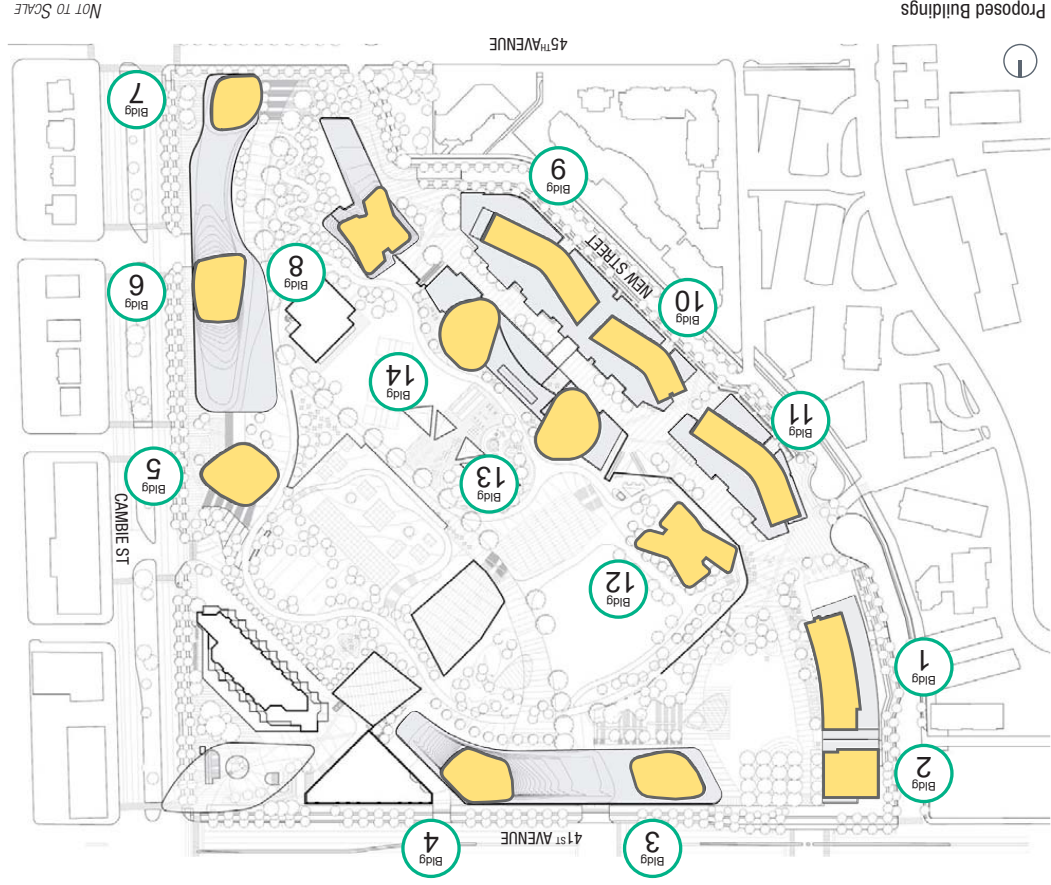 Bldg
3
41ST AVENUE
Bldg
4
Bldg
2
Bldg
1
Bldg
12
CAMBIE ST
Bldg
5
Bldg
13
Bldg
11
Bldg
14
Bldg
10
Bldg
6
Bldg
8
NEW STREET
Bldg
9
Bldg
7
45TH AVENUE
Proposed Buildings
NOT TO SCALE